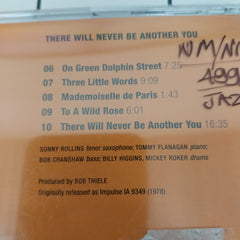 THERE WILL NEVER BE ANOTHER YOU
06 On Green Dolphin Street 7:25
07 Three Little Words 9:09
08 Mademoiselle de Paris 1:43
09 To A Wild Rose 6:01
10 There Will Never Be Another You 16:35
NM/N
499
JAZ
SONNY ROLLINS tenor saxophone; TOMMY FLANAGAN piano;
BOB CRANSHAW bass; BILLY HIGGINS, MICKEY ROKER drums
Produced by BOB THIELE
Originally released as Impulse IA 9349 (1978)